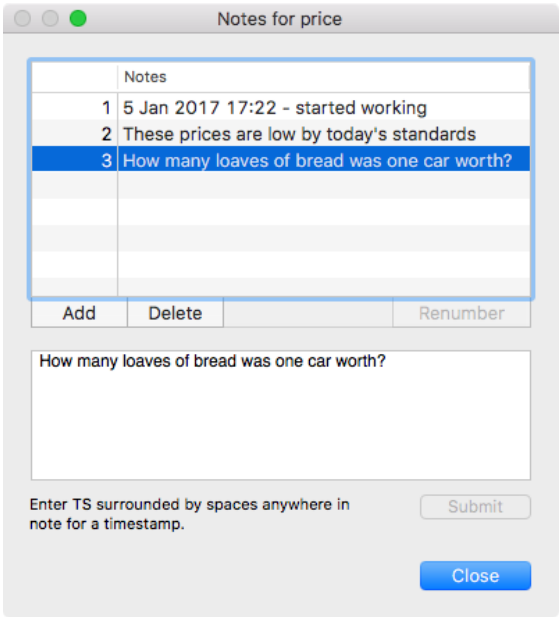 Notes for price
Notes
1 5 Jan 2017 17:22 - started working
2 These prices are low by today's standards
3 How many loaves of bread was one car worth?
Add Delete Renumber
How many loaves of bread was one car worth?
Enter TS surrounded by spaces anywhere in
note for a timestamp.
Submit
Close